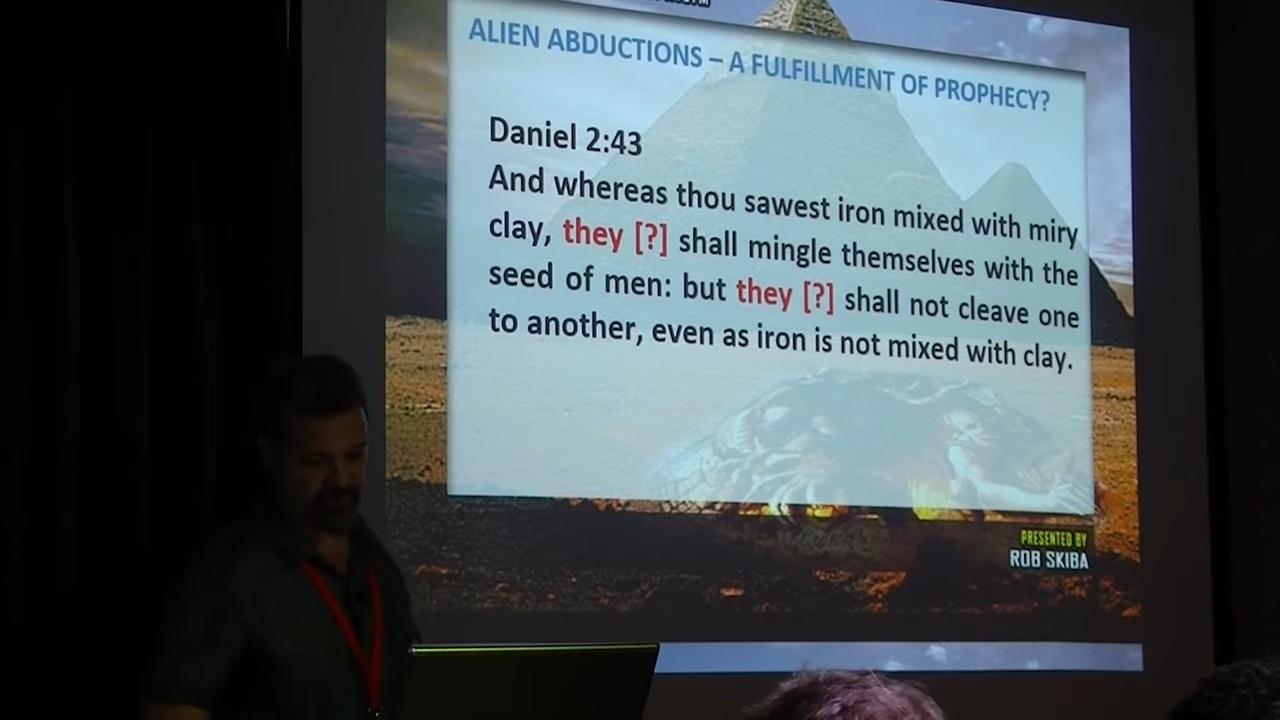 ALIEN ABDUCTIONS – A FULFILLMENT OF PROPHECY?
Daniel 2:43
And whereas thou sawest iron mixed with miry
clay, they [?] shall mingle themselves with the
seed of men: but they [?] shall not cleave one
to another, even as iron is not mixed with clay.
PRESENTED BY
ROB SKIBA